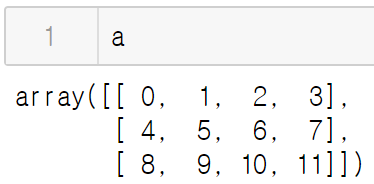 1 a
array([[ 0, 1, 2, 3],
[ 4, 5, 6, 7],
[ 8, 9, 10, 11]])